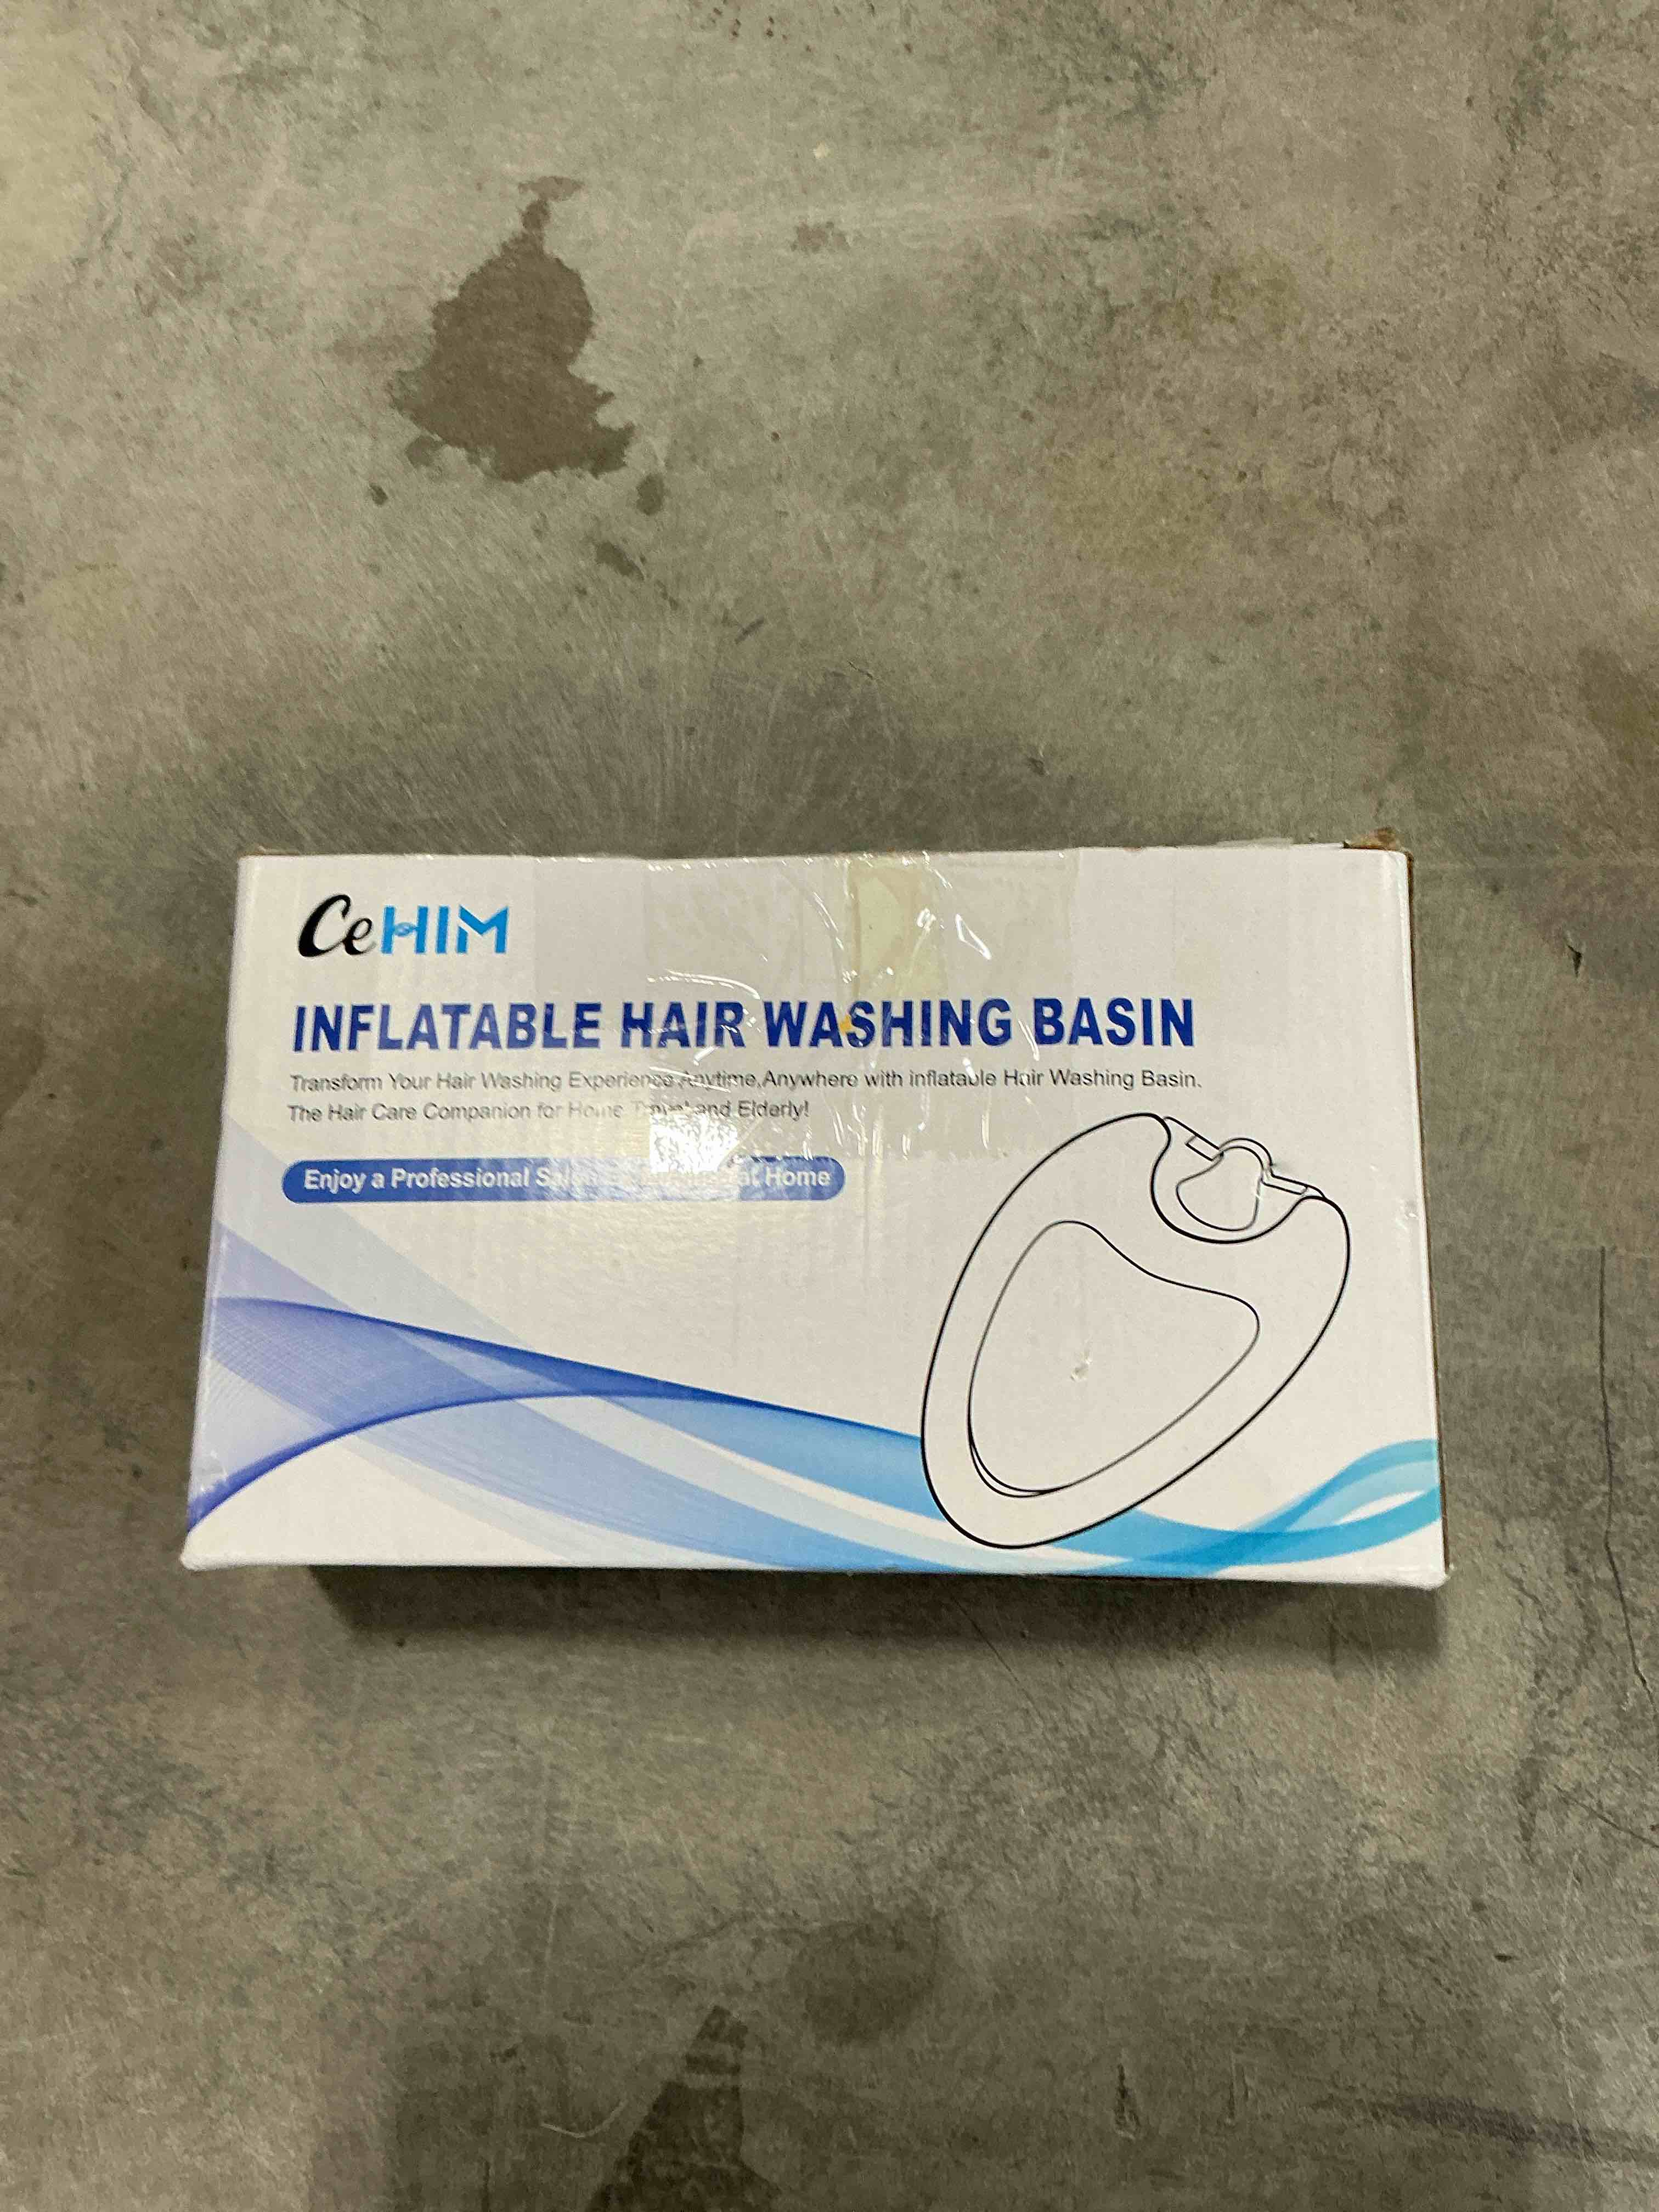 CeHIM
INFLATABLE HAIR WASHING BASIN
Transform Your Hair Washing Experience Anytime,Anywhere with Inflatable Hair Washing Basin.
The Hair Care Companion for Home Travel and Elderly!
Enjoy a Professional at Home